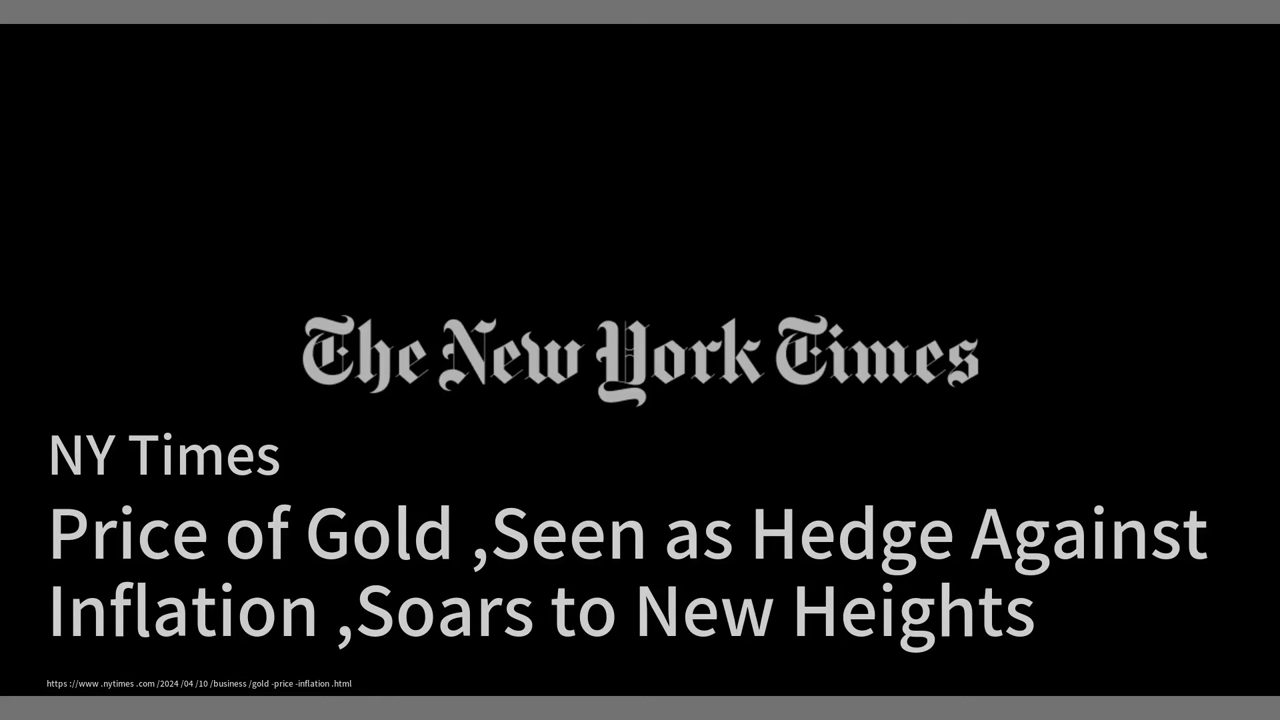 The New York Times
NY Times
Price of Gold ,Seen as Hedge Against
Inflation ,Soars to New Heights
https ://www .nytimes .com /2024 /04 /10 /business /gold -price -inflation .html